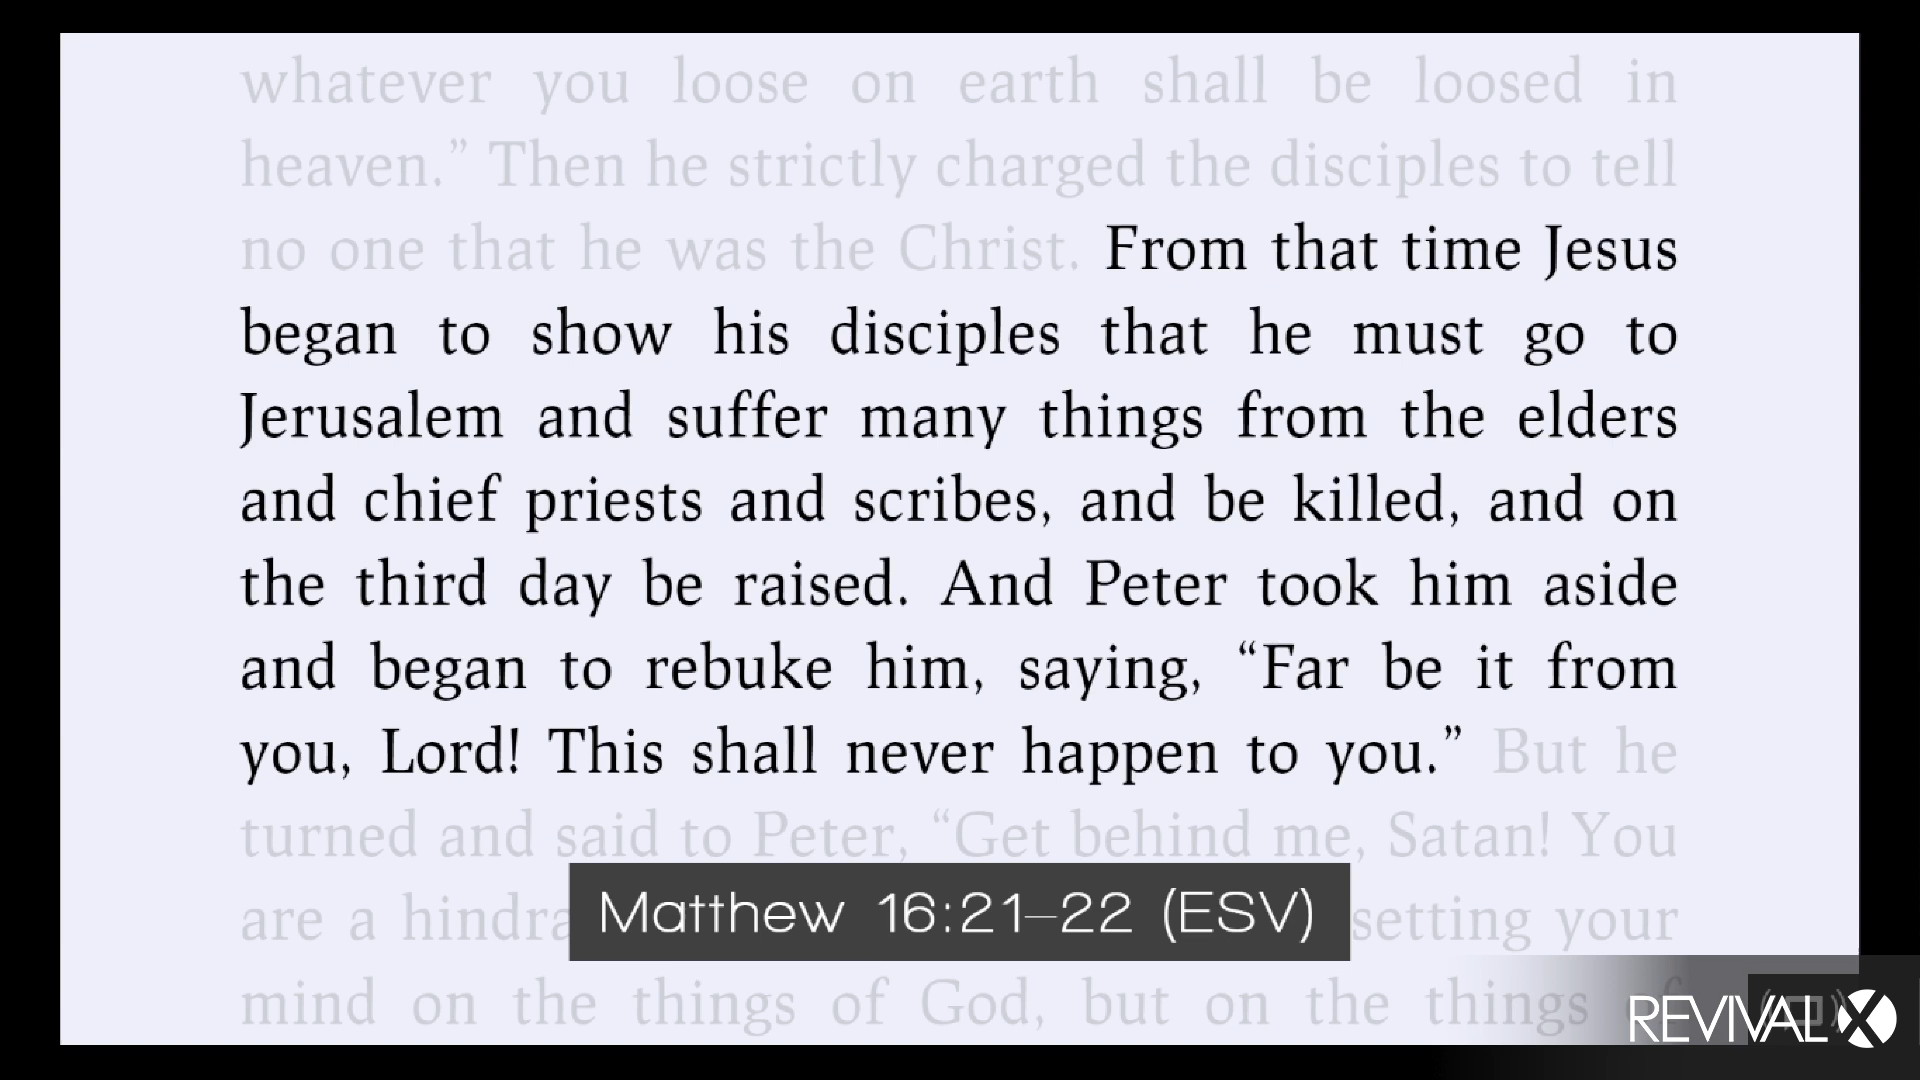 whatever you loose on earth shall be loosed in
heaven.” Then he strictly charged the disciples to tell
no one that he was the Christ. From that time Jesus
began to show his disciples that he must go to
Jerusalem and suffer many things from the elders
and chief priests and scribes, and be killed, and on
the third day be raised. And Peter took him aside
and began to rebuke him, saying, “Far be it from
you, Lord! This shall never happen to you.” But he
turned and said to Peter, “Get behind me, Satan! You
are a setting your
Matthew 16:21–22 (ESV)
mind on the things of God, but on the things of
REVIVAL X